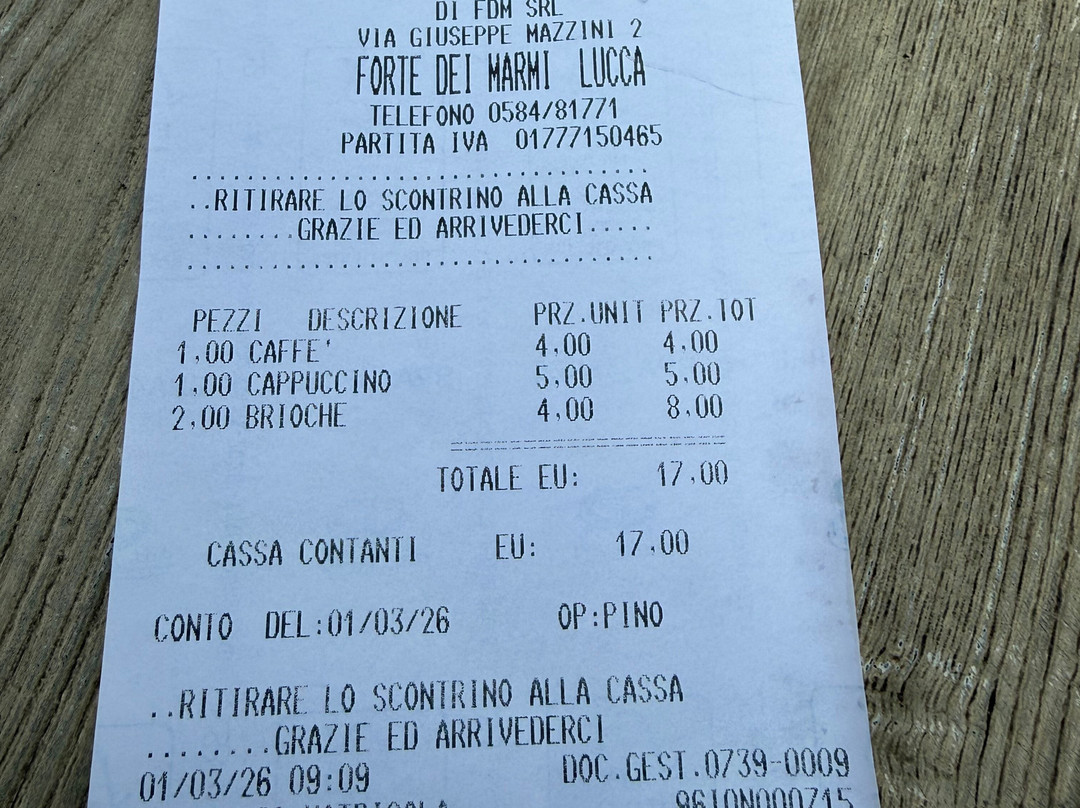 DI FDM SRL
VIA GIUSEPPE MAZZINI 2
FORTE DEI MARMI LUCCA
TELEFONO 0584/81771
PARTITA IVA 01777150465
.................................
..RITIRARE LO SCONTRINO ALLA CASSA
........GRAZIE ED ARRIVEDERCI.....
..................................
PEZZI DESCRIZIONE PRZ.UNIT PRZ.TOT
1,00 CAFFE' 4,00 4,00
1,00 CAPPUCCINO 5,00 5,00
2,00 BRIOCHE 4,00 8,00
TOTALE EU: 17,00
CASSA CONTANTI EU: 17,00
CONTO DEL:01/03/26 OP:PINO
..RITIRARE LO SCONTRINO ALLA CASSA
........GRAZIE ED ARRIVEDERCI
01/03/26 09:09 DOC.GEST.0739-0009
MATRICOLA 96ION000715